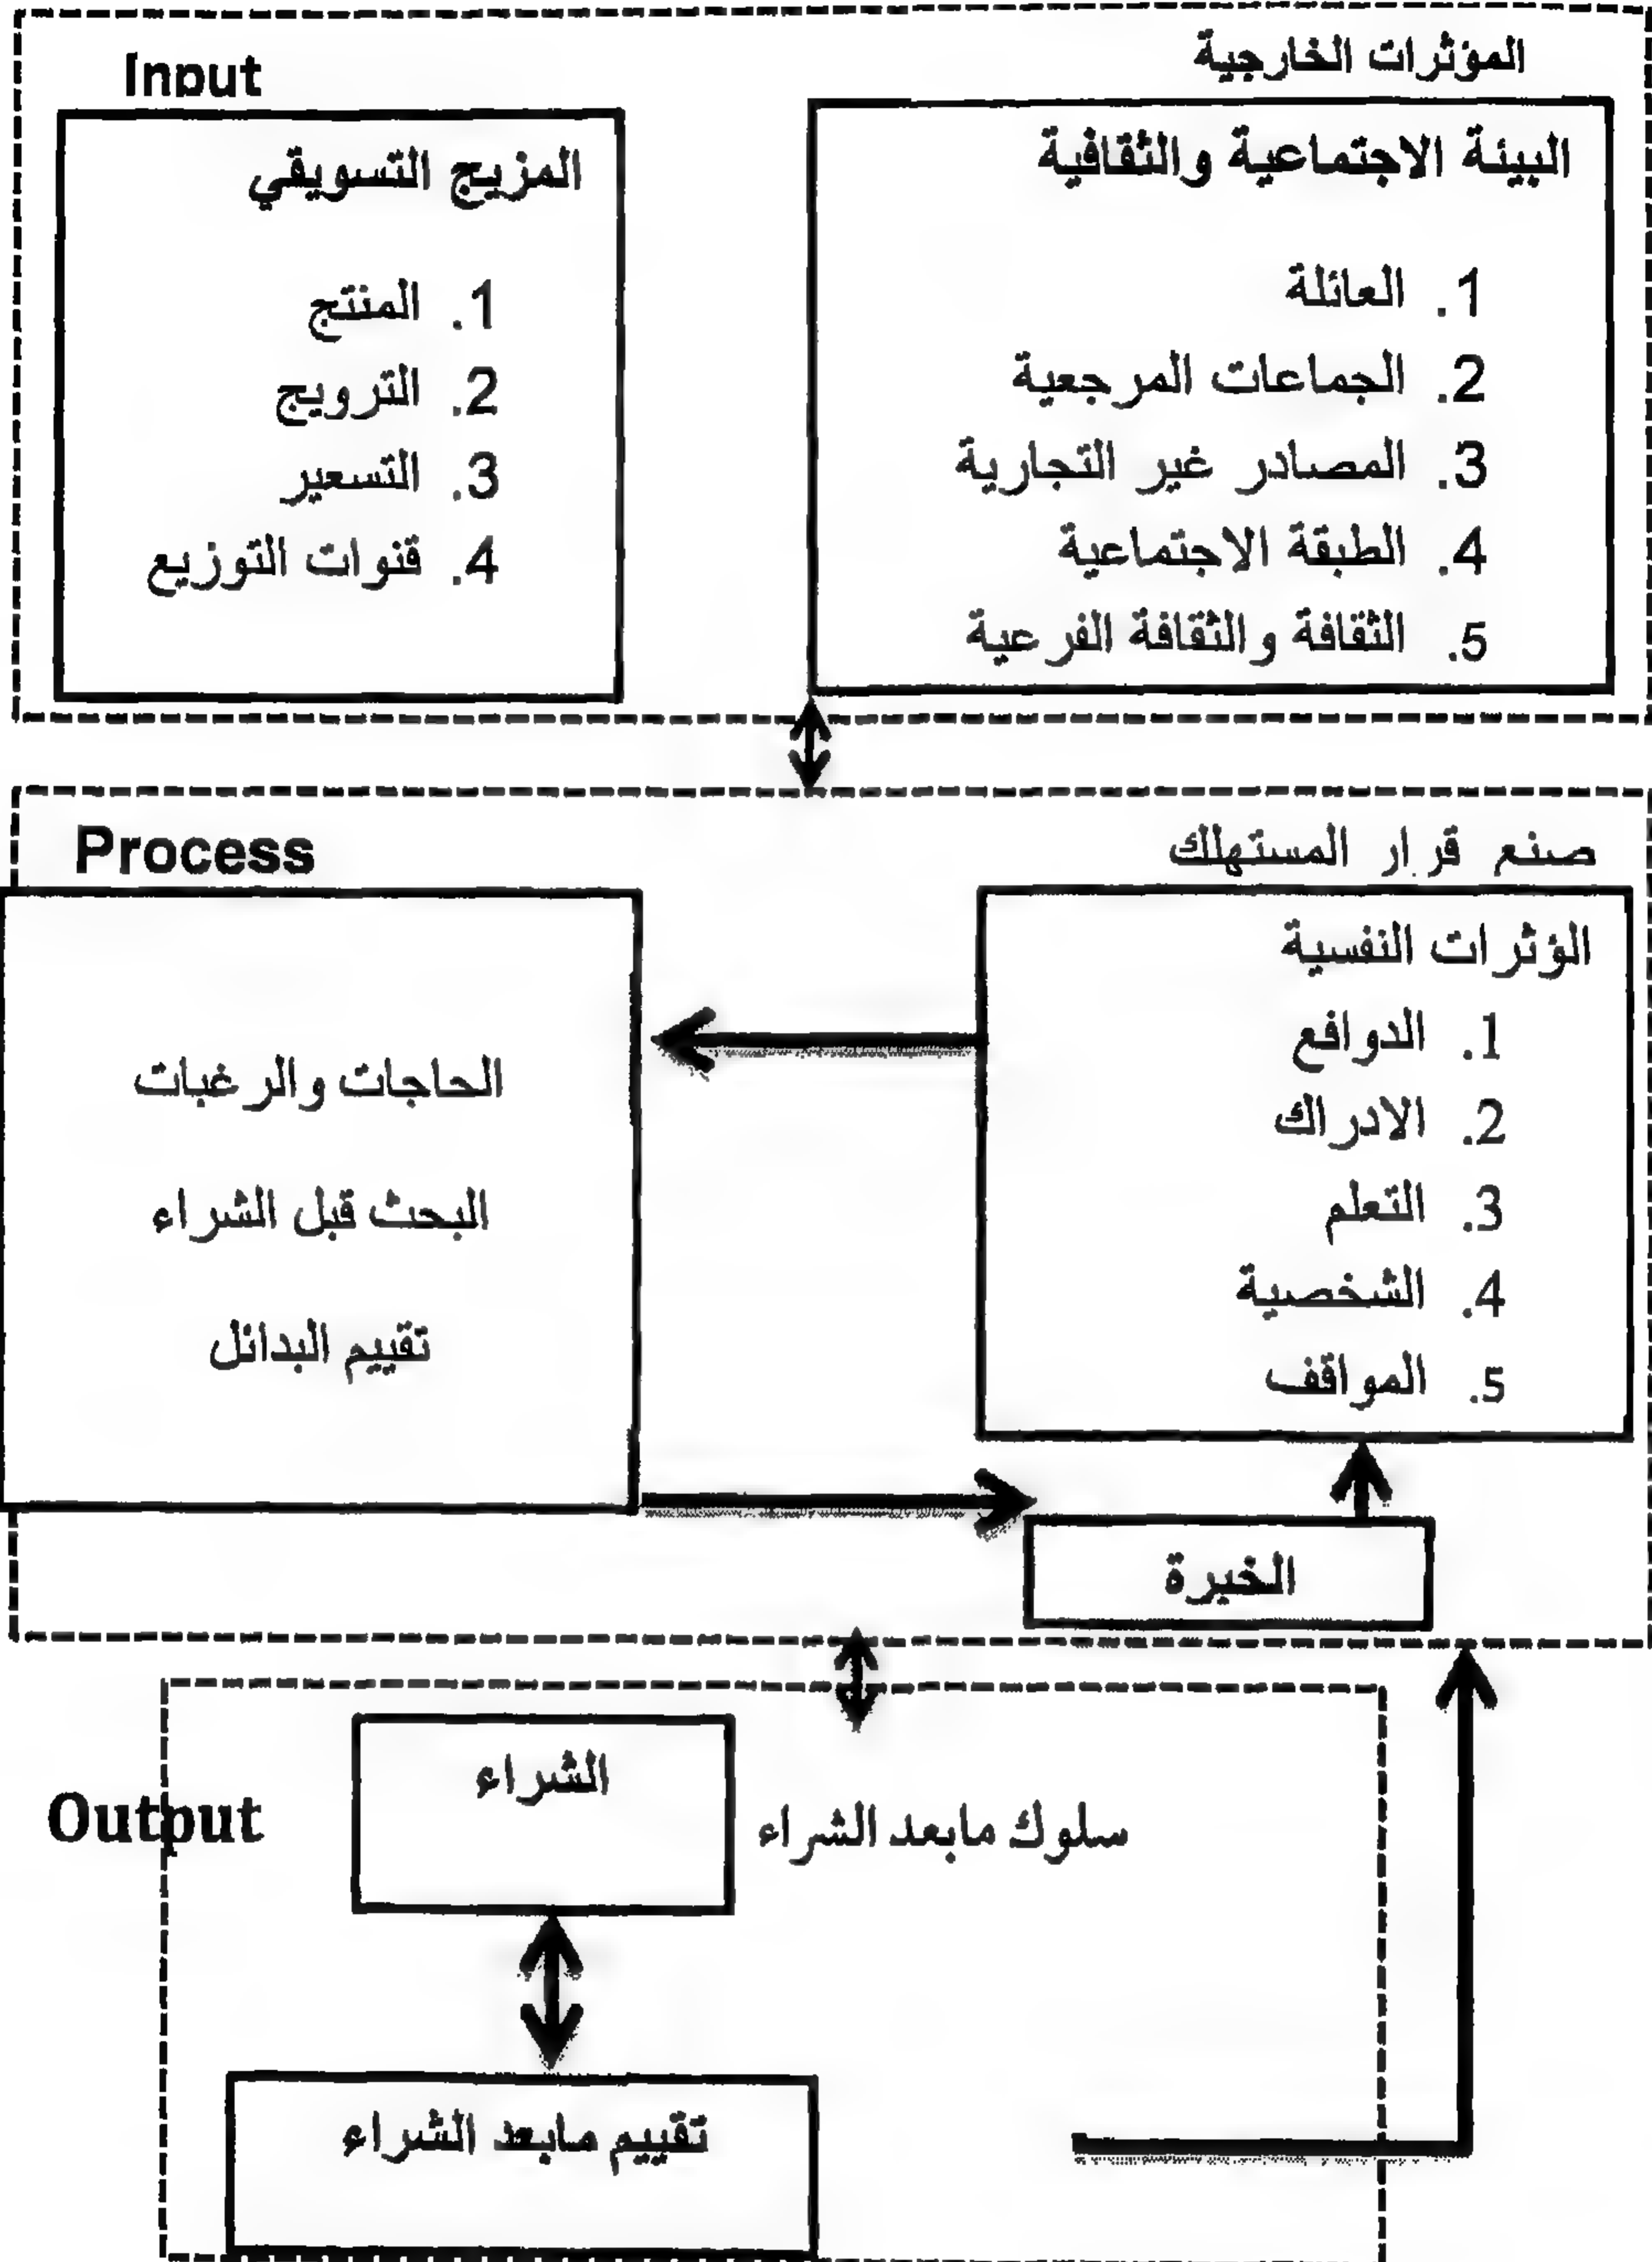 Input
المؤثرات الخارجية
البيئة الاجتماعية والثقافية
1. العائلة
2. الجماعات المرجعية
3. المصادر غير التجارية
4. الطبقة الاجتماعية
5. الثقافة والثقافة الفرعية
المزيج التسويقي
1. المنتج
2. الترويج
3. التسعير
4. قنوات التوزيع
Process
صنع قرار المستهلك
الؤثرات النفسية
1. الدوافع
2. الادراك
3. التعلم
4. الشخصية
5. المواقف
الحاجات والرغبات
البحث قبل الشراء
تقييم البدائل
الخبرة
Output
الشراء
سلوك مابعد الشراء
تقييم مابعد الشراء